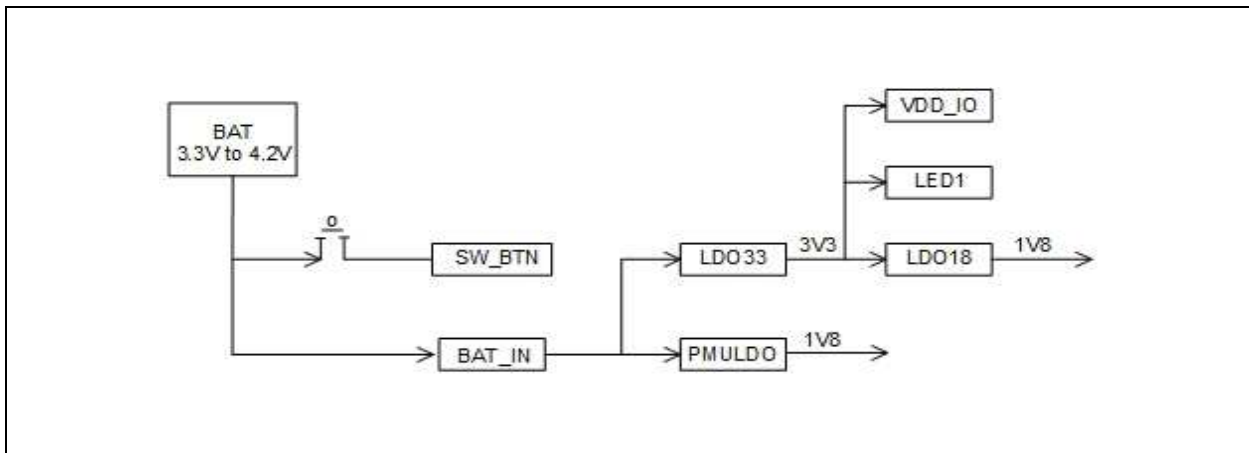 BAT
3.3V to 4.2V
VDD_IO
LED1
SW_BTN
LDO33
3V3
LDO18
1V8
BAT_IN
PMULDO
1V8